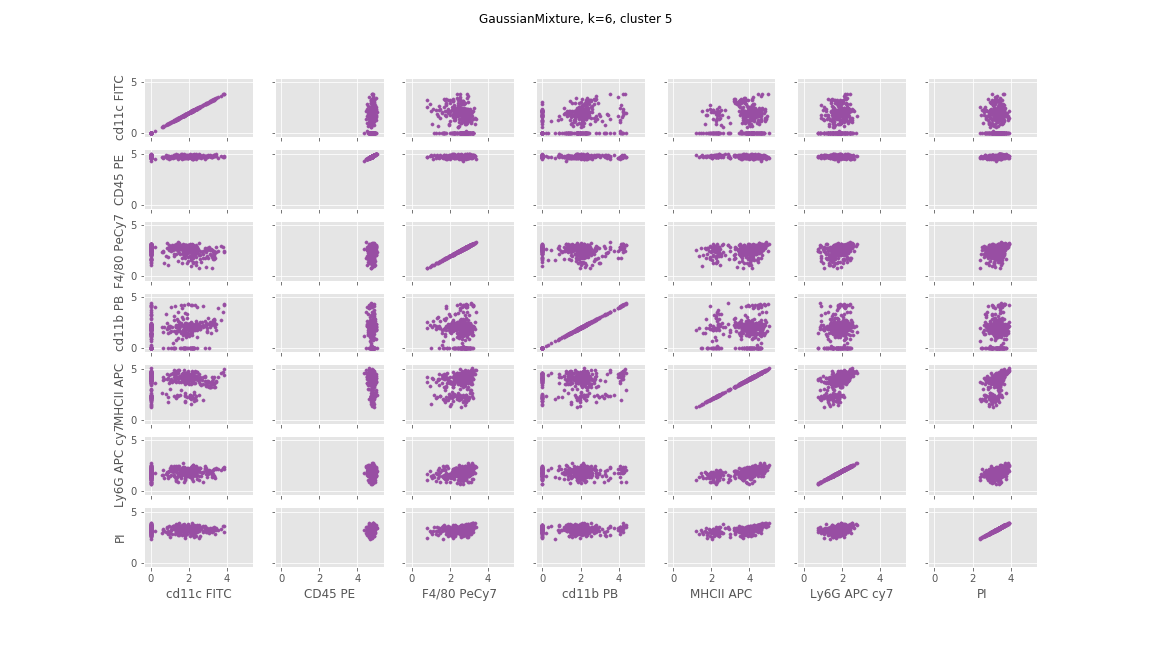 GaussianMixture, k=6, cluster 5
cd11c FITC
5
0
CD45 PE
5
0
F4/80 PeCy7
5
0
cd11b PB
5
0
MHCII APC
5
0
Ly6G APC cy7
5
0
PI
5
0
0 2 4 0 2 4 0 2 4 0 2 4 0 2 4 0 2 4 0 2 4
cd11c FITC CD45 PE F4/80 PeCy7 cd11b PB MHCII APC Ly6G APC cy7 PI